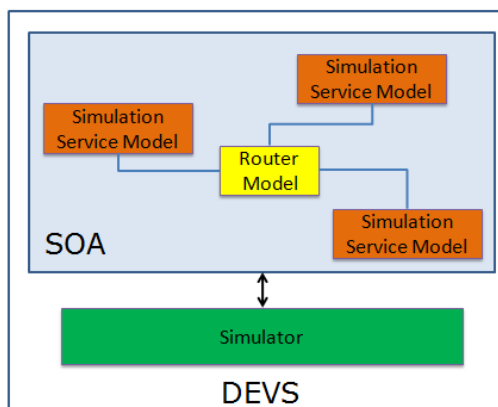 Simulation
Service Model
Simulation
Service Model
Router
Model
Simulation
Service Model
SOA
Simulator
DEVS